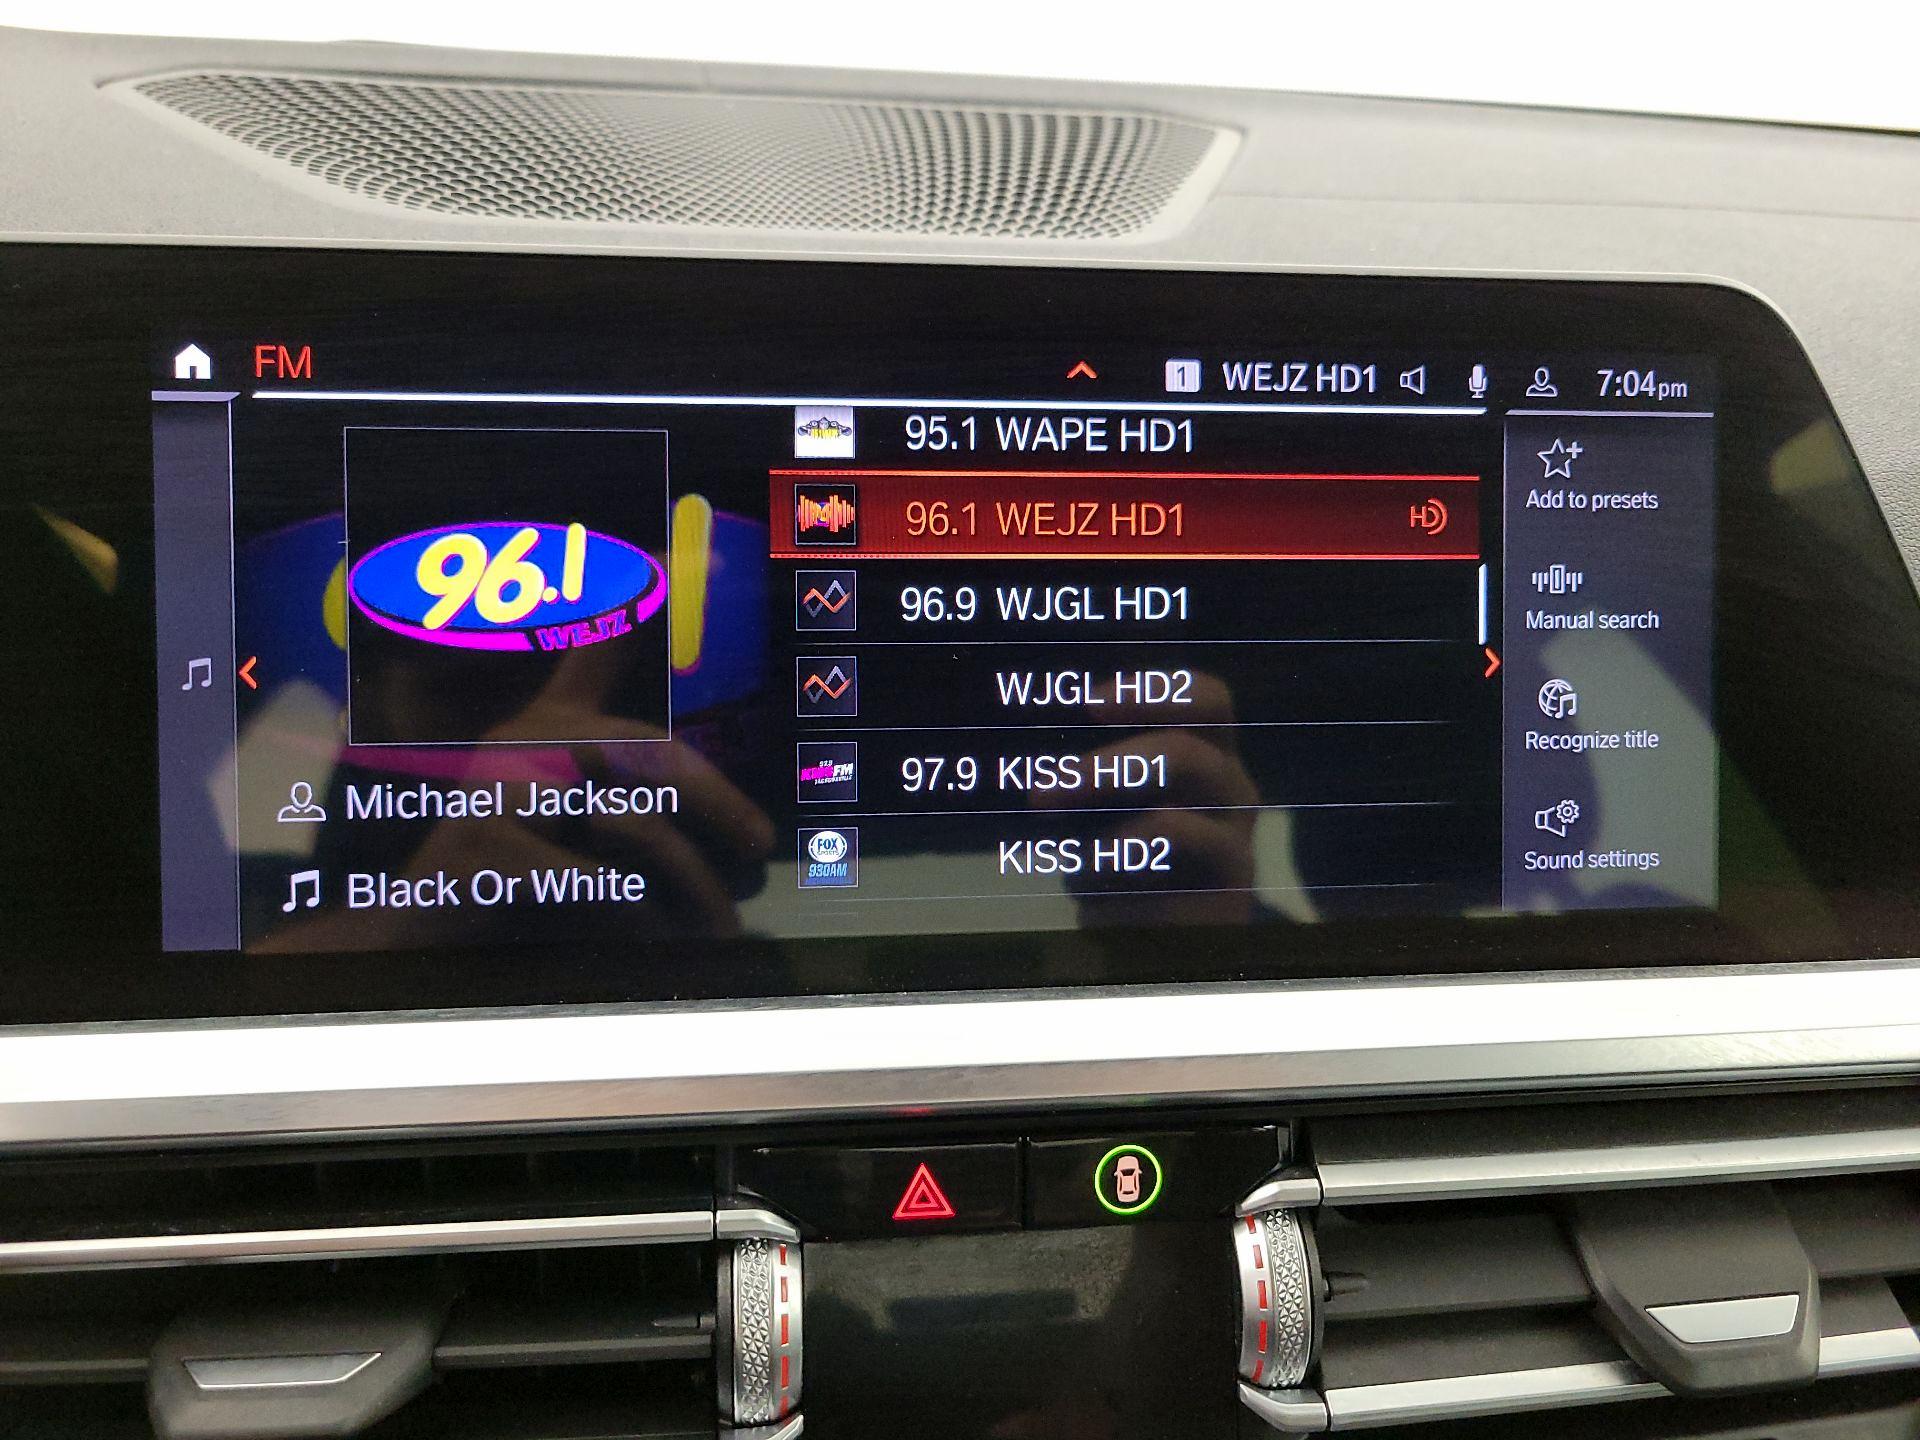 FM
1 WEJZ HD1
7:04pm
96.1
WEJZ
Michael Jackson
Black Or White
95.1 WAPE HD1
96.1 WEJZ HD1 HD
96.9 WJGL HD1
WJGL HD2
97.9 KISS HD1
FOX
SPORTS
930AM
KISS HD2
Add to presets
Manual search
Recognize title
Sound settings